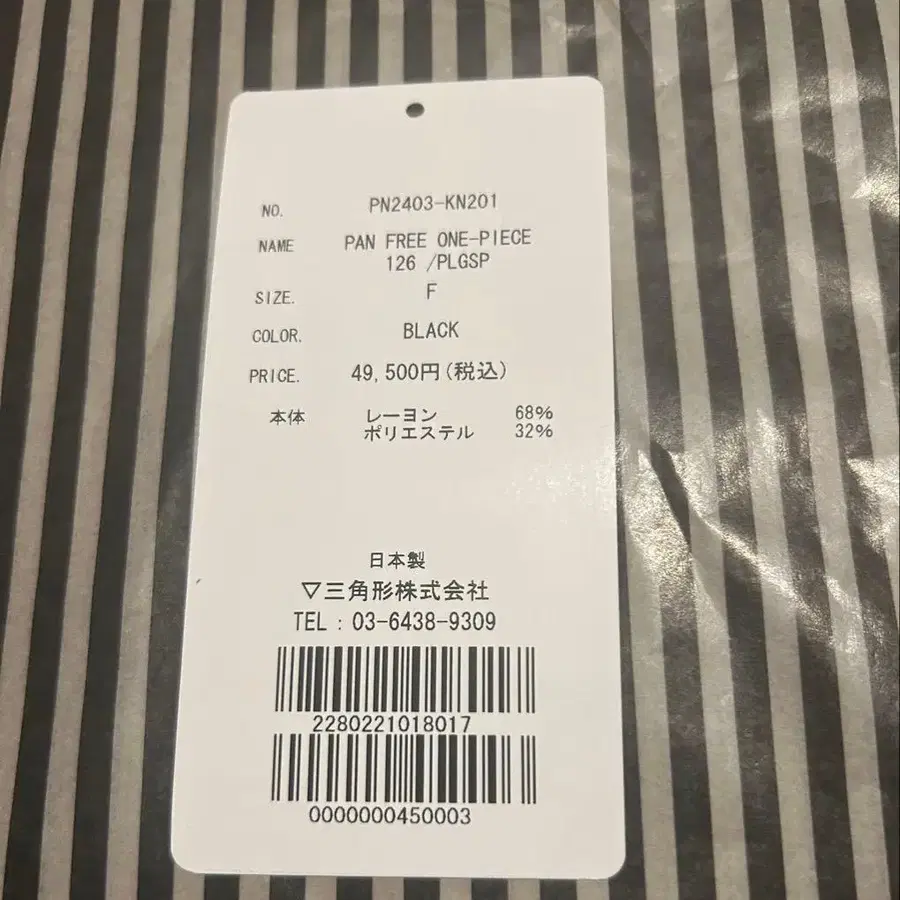 NO. PN2403-KN201
NAME PAN FREE ONE-PIECE
126 /PLGSP
SIZE. F
COLOR. BLACK
PRICE. 49,500円(税込)
本体 レーヨン 68%
ポリエステル 32%
日本製
▽三角形株式会社
TEL : 03-6438-9309
2280221018017
0000000450003